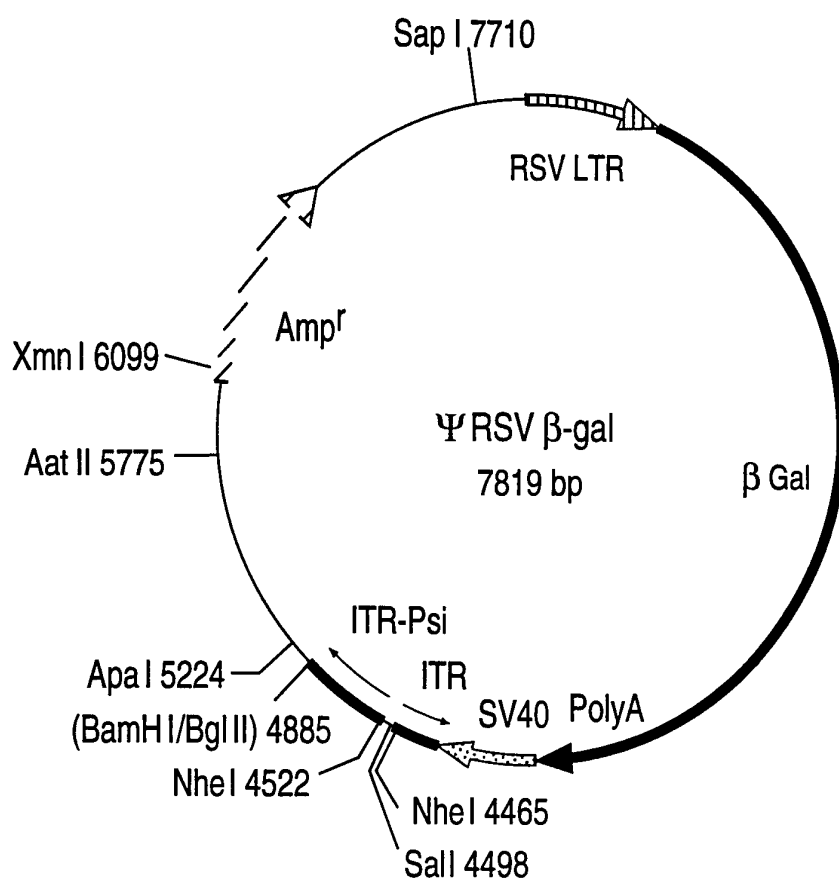 Sap I 7710
RSV LTR
Amp^r
Xmn I 6099
Ψ RSV β-gal
7819 bp
Aat II 5775
β Gal
ITR-Psi
ITR
Apa I 5224
SV40 PolyA
(BamH I/Bgl II) 4885
Nhe I 4522
Nhe I 4465
Sal I 4498